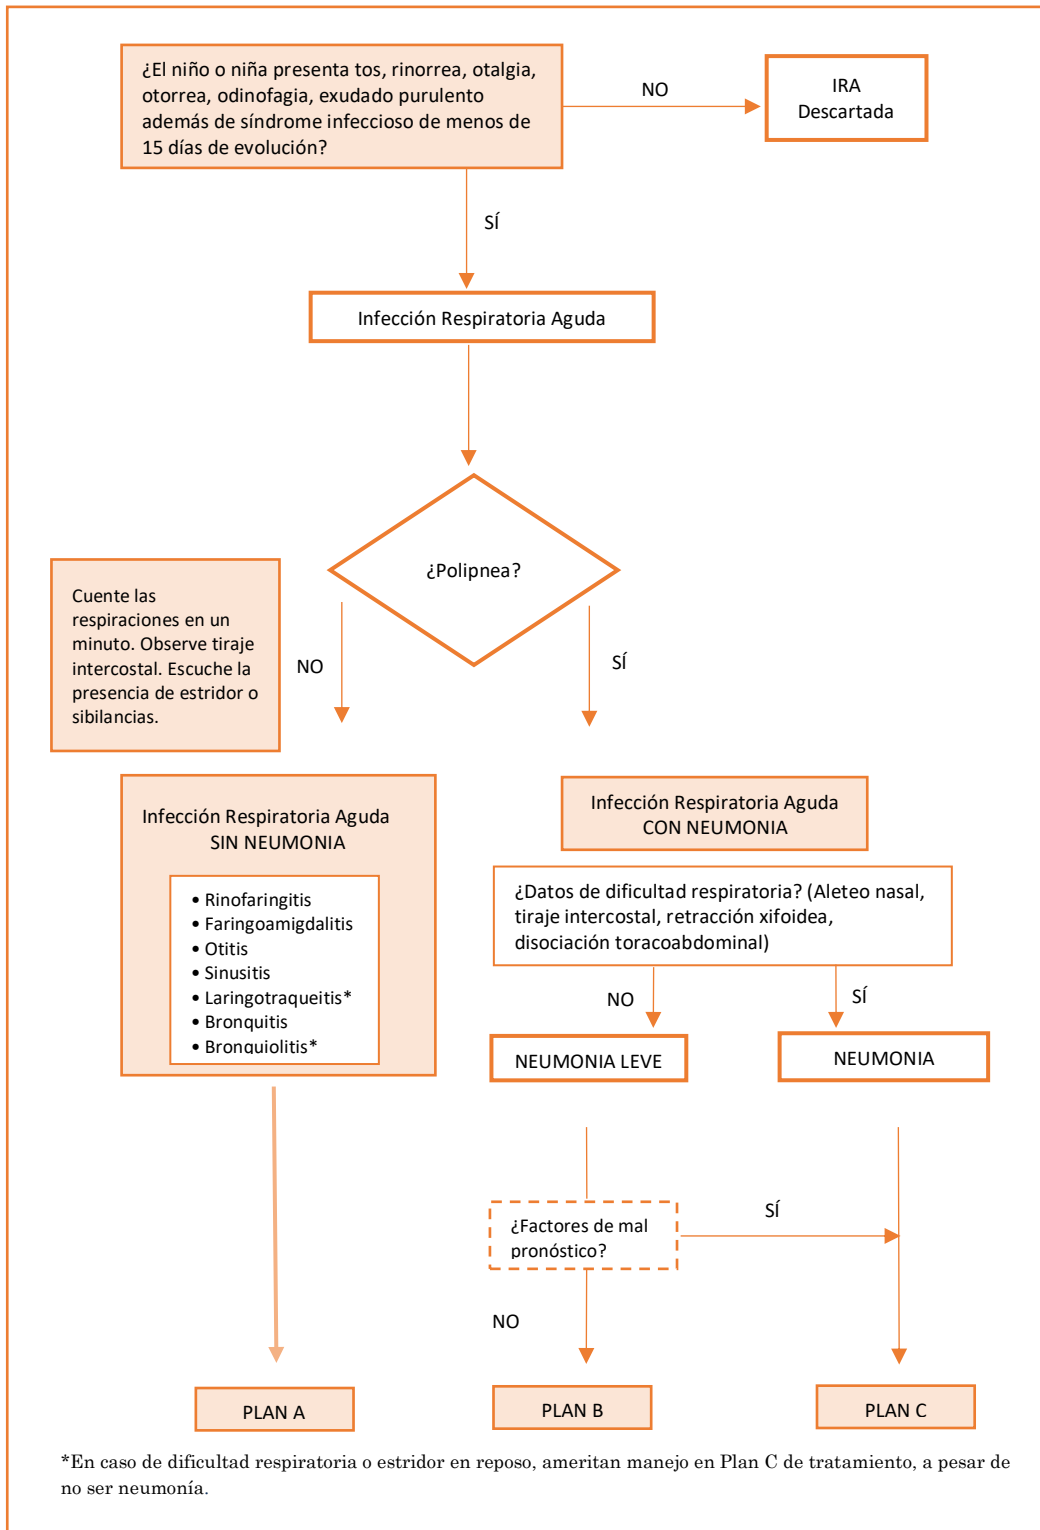 ¿El niño o niña presenta tos, rinorrea, otalgia,
otorrea, odinofagia, exudado purulento
además de síndrome infeccioso de menos de
15 días de evolución?
NO
IRA
Descartada
SÍ
Infección Respiratoria Aguda
¿Polipnea?
Cuente las
respiraciones en un
minuto. Observe tiraje
intercostal. Escuche la
presencia de estridor o
sibilancias.
NO
SÍ
Infección Respiratoria Aguda
SIN NEUMONIA
• Rinofaringitis
• Faringoamigdalitis
• Otitis
• Sinusitis
• Laringotraqueitis*
• Bronquitis
• Bronquiolitis*
Infección Respiratoria Aguda
CON NEUMONIA
¿Datos de dificultad respiratoria? (Aleteo nasal,
tiraje intercostal, retracción xifoidea,
disociación toracoabdominal)
NO
SÍ
NEUMONIA LEVE
NEUMONIA
¿Factores de mal
pronóstico?
SÍ
NO
PLAN A
PLAN B
PLAN C
*En caso de dificultad respiratoria o estridor en reposo, ameritan manejo en Plan C de tratamiento, a pesar de
no ser neumonía.